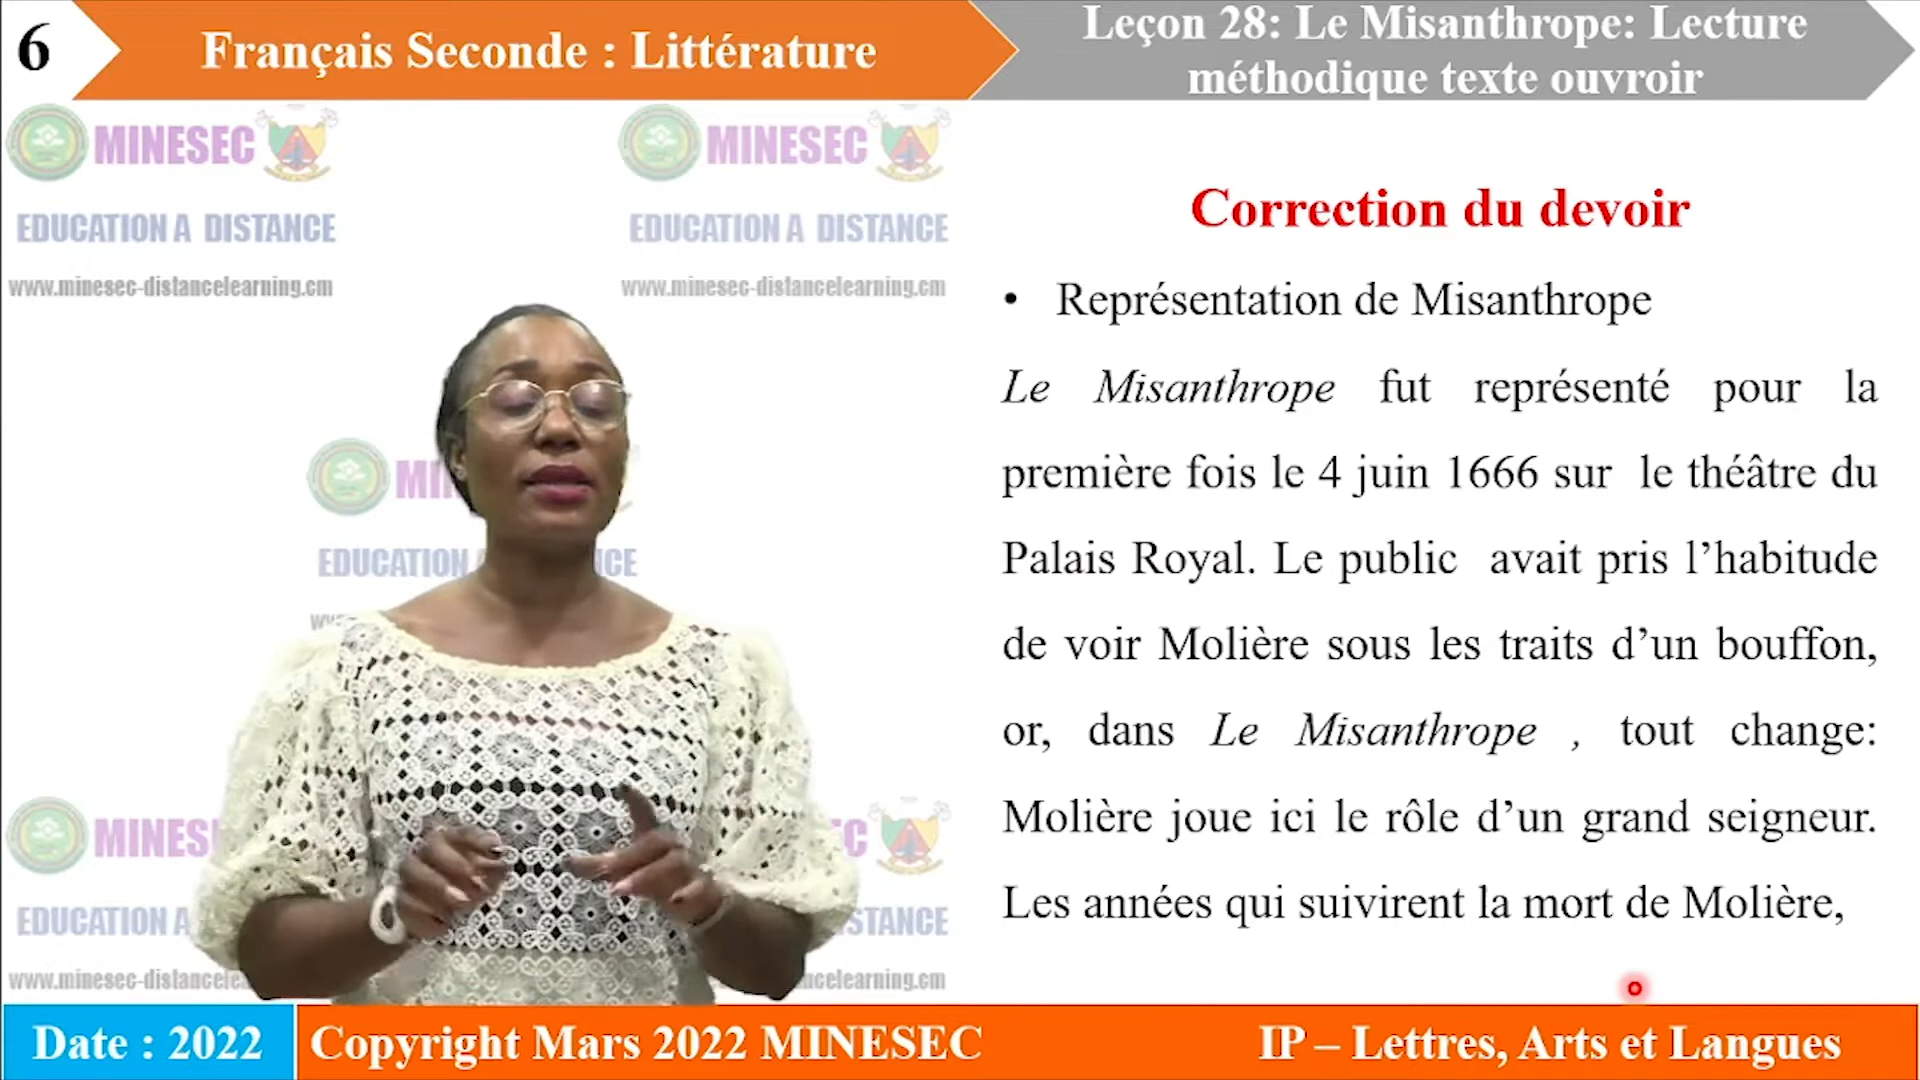 6
Français Seconde : Littérature
Leçon 28: Le Misanthrope: Lecture
méthodique texte ouvroir
MINESEC
EDUCATION A DISTANCE
www.minesec-distancelearning.cm
MINESEC
EDUCATION A DISTANCE
www.minesec-distancelearning.cm
Correction du devoir
• Représentation de Misanthrope
Le Misanthrope fut représenté pour la
première fois le 4 juin 1666 sur le théâtre du
Palais Royal. Le public avait pris l’habitude
de voir Molière sous les traits d’un bouffon,
or, dans Le Misanthrope , tout change:
Molière joue ici le rôle d’un grand seigneur.
Les années qui suivirent la mort de Molière,
Date : 2022
Copyright Mars 2022 MINESEC
IP – Lettres, Arts et Langues